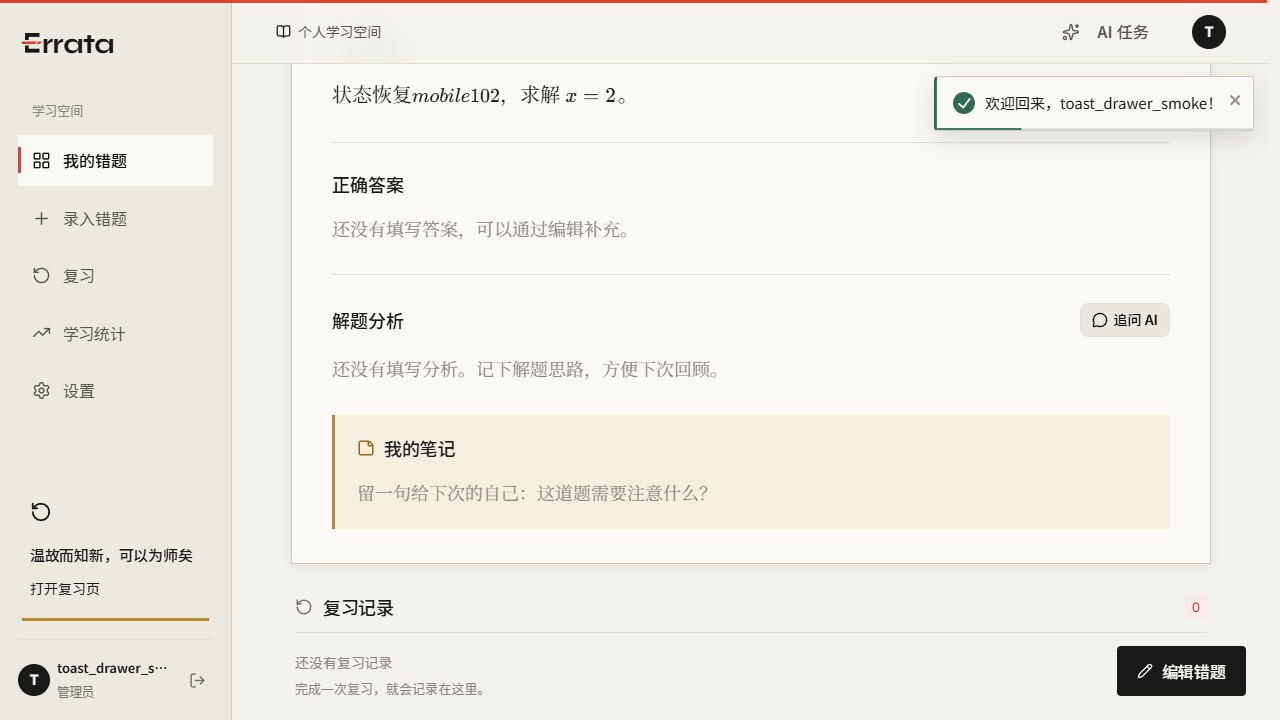 Errata
学习空间
我的错题
录入错题
复习
学习统计
设置
温故而知新，可以为师矣
打开复习页
T
toast_drawer_s···
管理员
个人学习空间
AI 任务
T
欢迎回来，toast_drawer_smoke！
状态恢复mobile102，求解 x = 2。
正确答案
还没有填写答案，可以通过编辑补充。
解题分析
追问 AI
还没有填写分析。记下解题思路，方便下次回顾。
我的笔记
留一句给下次的自己：这道题需要注意什么？
复习记录
0
还没有复习记录
完成一次复习，就会记录在这里。
编辑错题